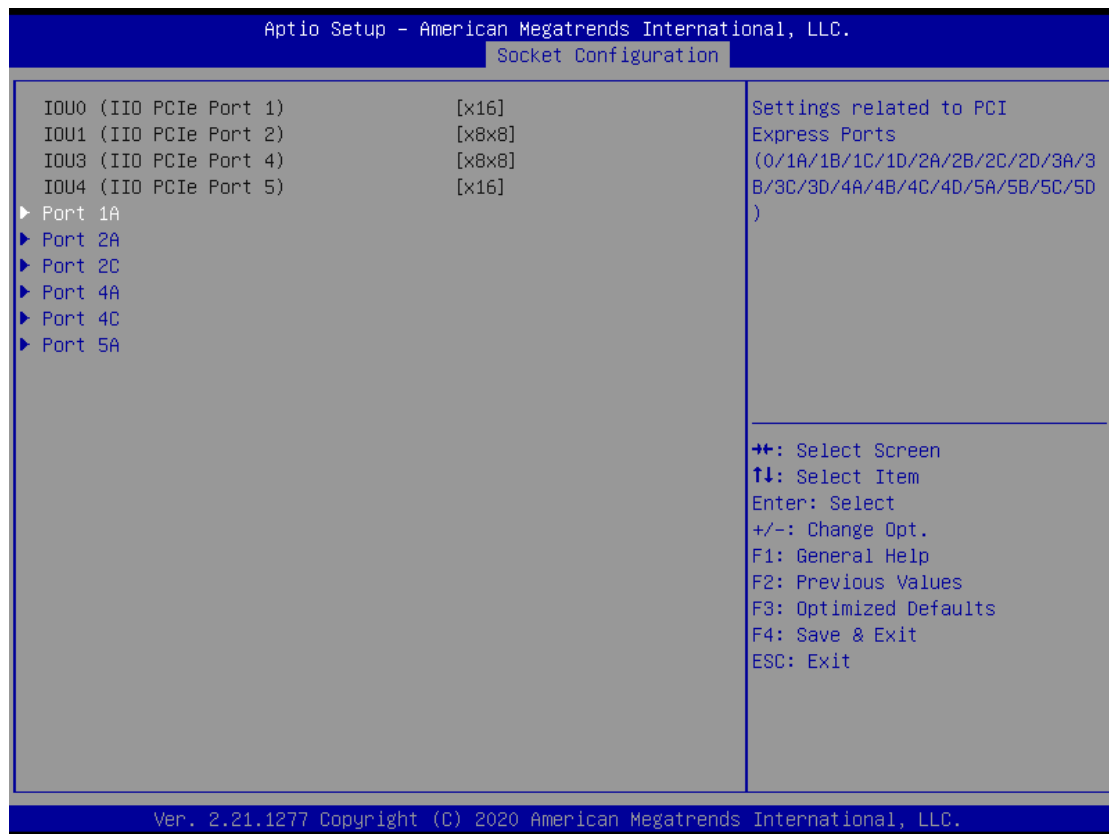 Aptio Setup – American Megatrends International, LLC.
Socket Configuration
IOU0 (IIO PCIe Port 1) [x16]
IOU1 (IIO PCIe Port 2) [x8x8]
IOU3 (IIO PCIe Port 4) [x8x8]
IOU4 (IIO PCIe Port 5) [x16]
▶ Port 1A
▶ Port 2A
▶ Port 2C
▶ Port 4A
▶ Port 4C
▶ Port 5A
Settings related to PCI
Express Ports
(0/1A/1B/1C/1D/2A/2B/2C/2D/3A/3
B/3C/3D/4A/4B/4C/4D/5A/5B/5C/5D
)
→←: Select Screen
↑↓: Select Item
Enter: Select
+/-: Change Opt.
F1: General Help
F2: Previous Values
F3: Optimized Defaults
F4: Save & Exit
ESC: Exit
Ver. 2.21.1277 Copyright (C) 2020 American Megatrends International, LLC.